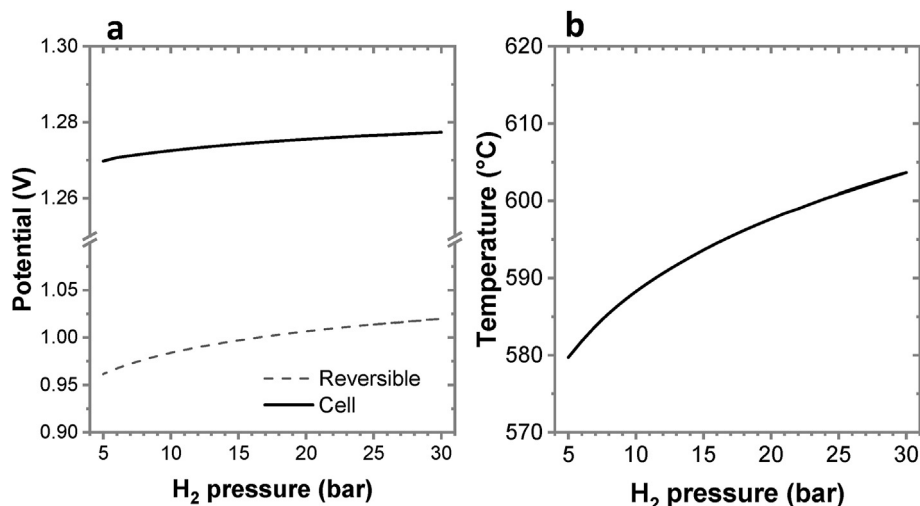 a
1.30
1.28
1.26
1.05
1.00
0.95
0.90
Potential (V)
Reversible
Cell
5 10 15 20 25 30
H₂ pressure (bar)
b
620
610
600
590
580
570
Temperature (°C)
5 10 15 20 25 30
H₂ pressure (bar)